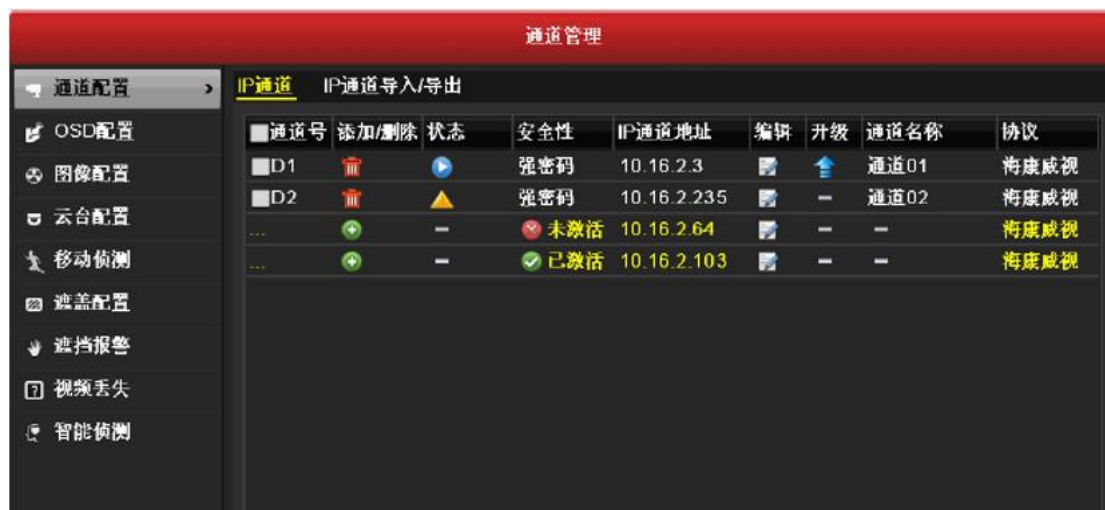 通道管理
通道配置
OSD配置
图像配置
云台配置
移动侦测
遮盖配置
遮挡报警
视频丢失
智能侦测
IP通道 IP通道导入/导出
通道号 添加/删除 状态 安全性 IP通道地址 编辑 升级 通道名称 协议
D1 强密码 10.16.2.3 通道01 海康威视
D2 强密码 10.16.2.235 — 通道02 海康威视
... — 未激活 10.16.2.64 — — 海康威视
... — 已激活 10.16.2.103 — — 海康威视